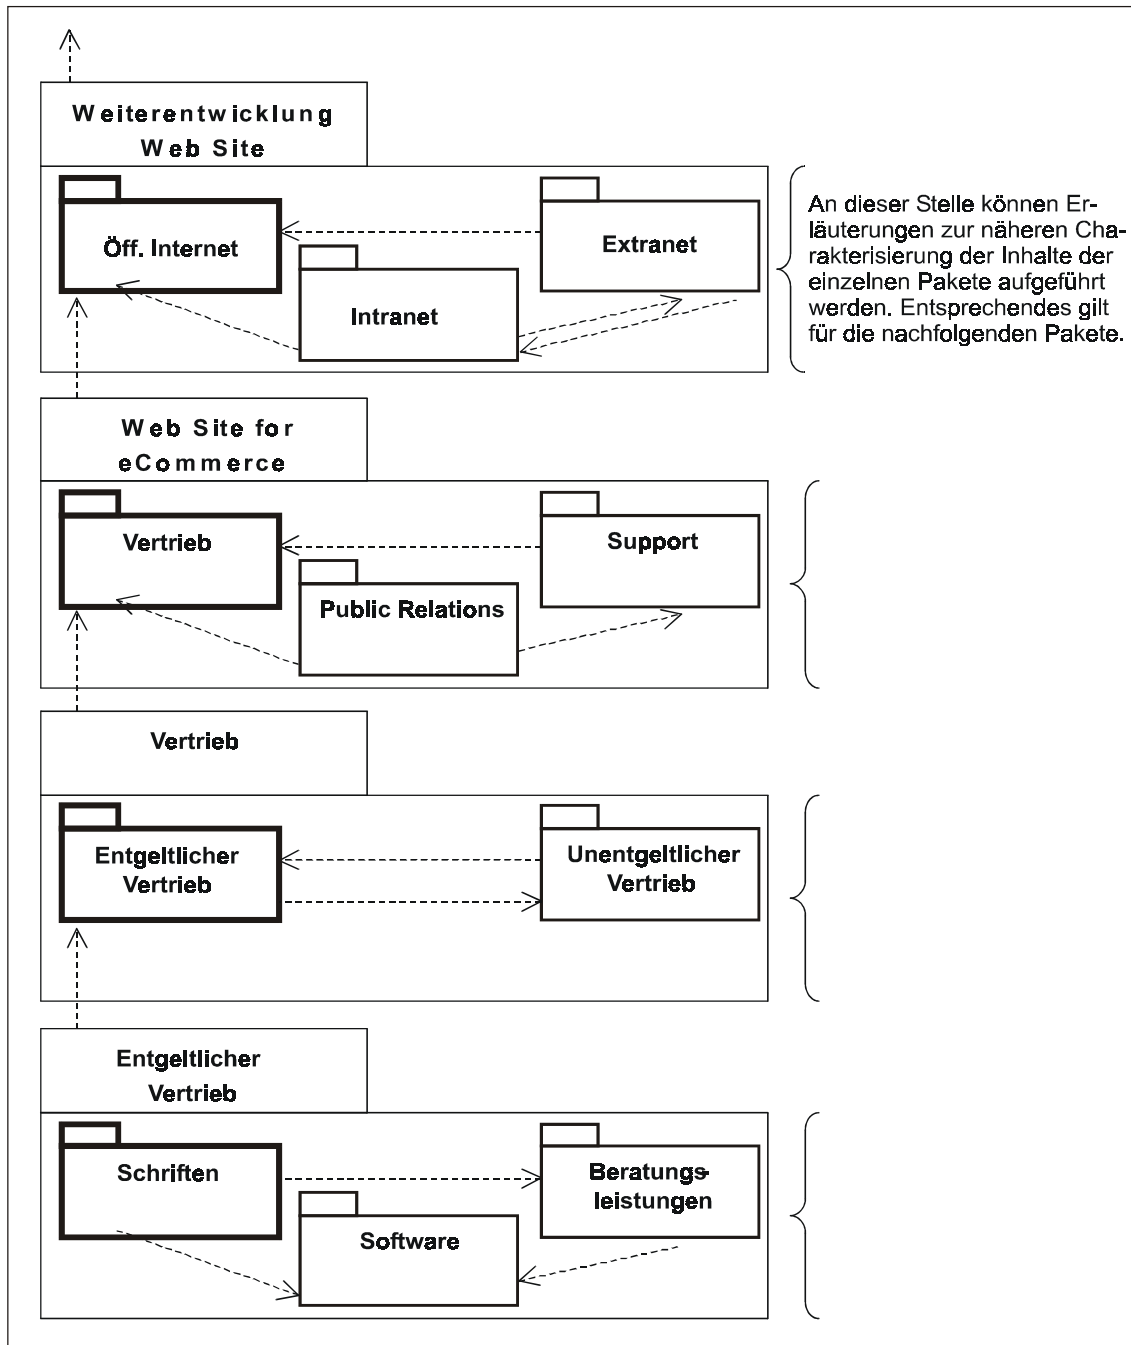 Weiterentwicklung
Web Site
Öff. Internet
Extranet
Intranet
An dieser Stelle können Er-
läuterungen zur näheren Cha-
rakterisierung der Inhalte der
einzelnen Pakete aufgeführt
werden. Entsprechendes gilt
für die nachfolgenden Pakete.
Web Site for
eCommerce
Vertrieb
Support
Public Relations
Vertrieb
Entgeltlicher
Vertrieb
Unentgeltlicher
Vertrieb
Entgeltlicher
Vertrieb
Schriften
Beratungs-
leistungen
Software